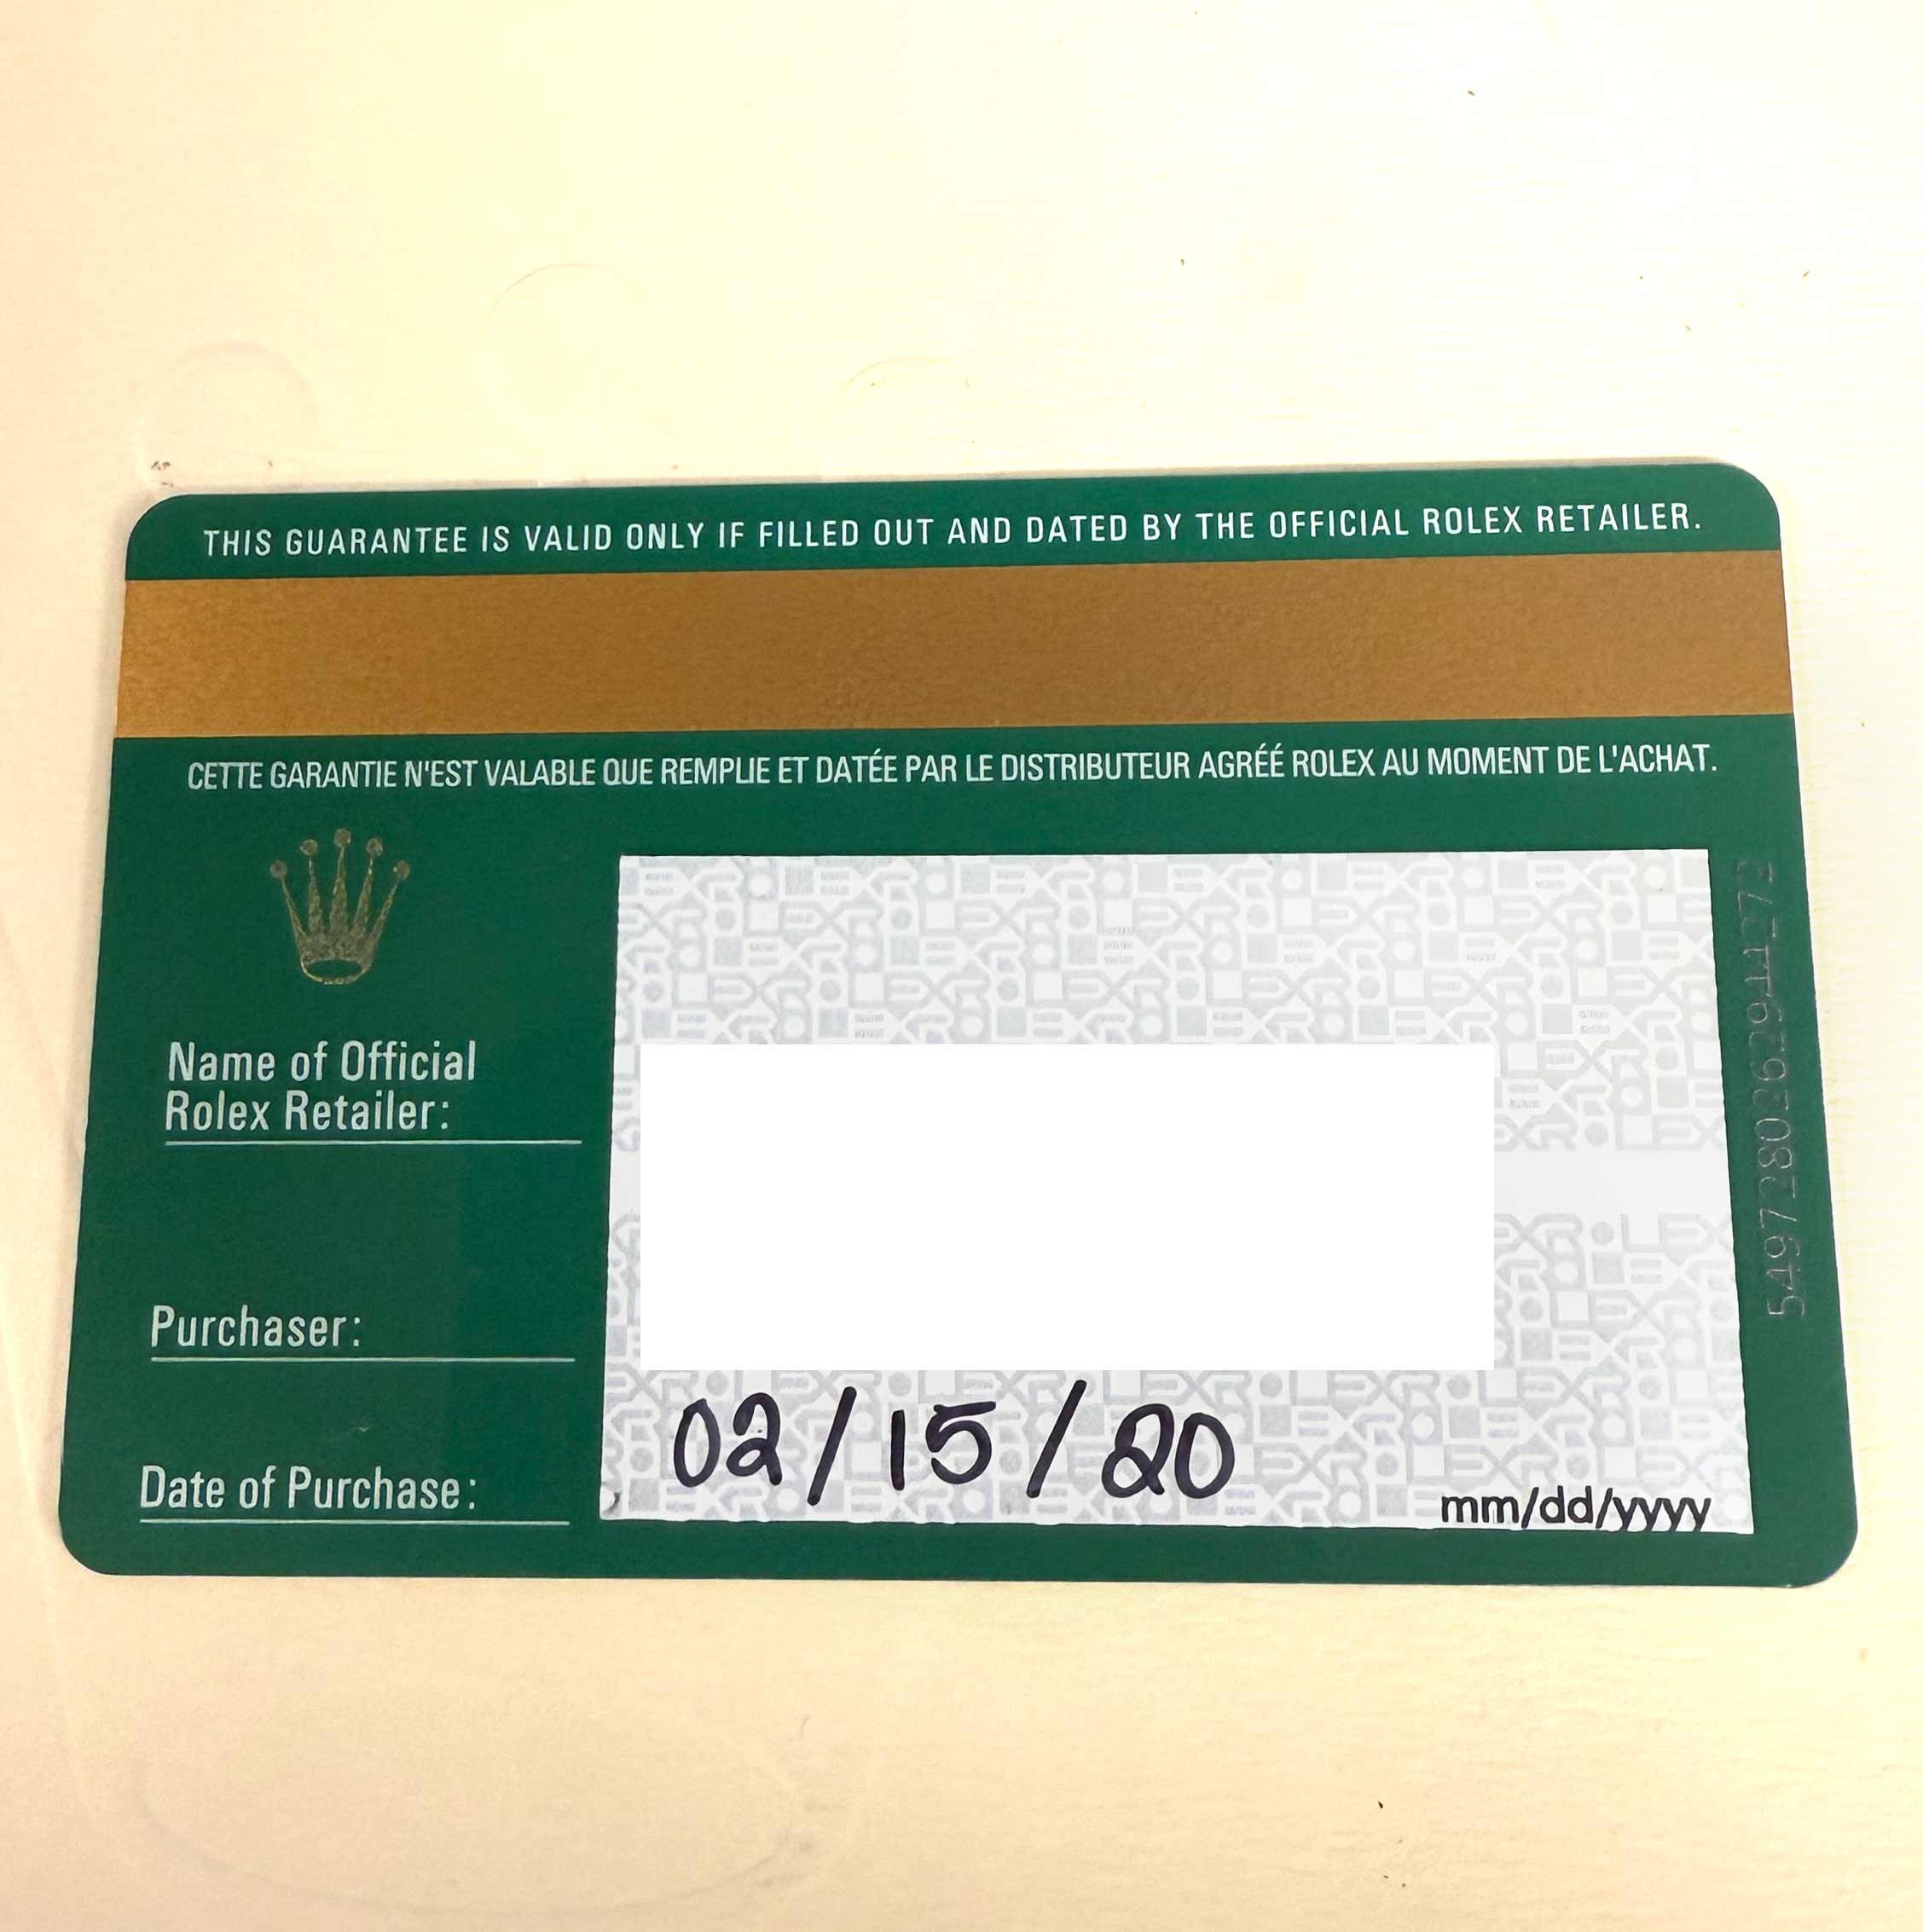 THIS GUARANTEE IS VALID ONLY IF FILLED OUT AND DATED BY THE OFFICIAL ROLEX RETAILER.
CETTE GARANTIE N'EST VALABLE QUE REMPLIE ET DATÉE PAR LE DISTRIBUTEUR AGRÉÉ ROLEX AU MOMENT DE L'ACHAT.
Name of Official
Rolex Retailer:
Purchaser:
Date of Purchase:
02/15/20
mm/dd/yyyy